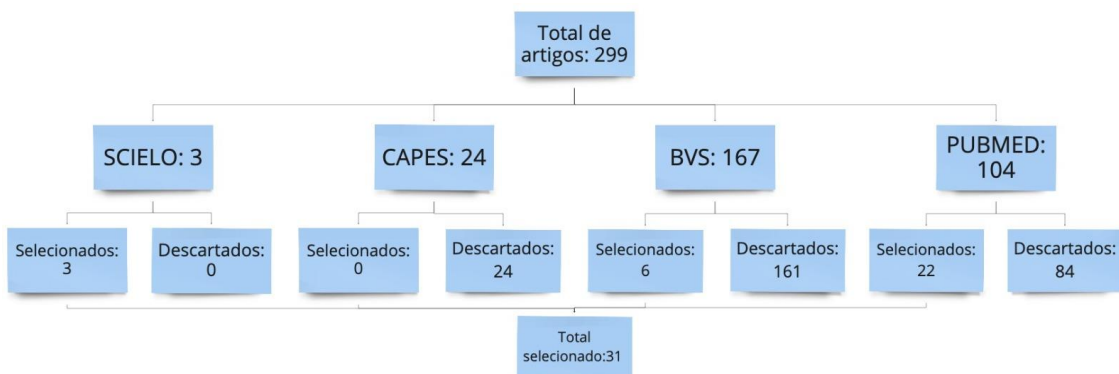 Total de
artigos: 299
SCIELO: 3
CAPES: 24
BVS: 167
PUBMED:
104
Selecionados:
3
Descartados:
0
Selecionados:
0
Descartados:
24
Selecionados:
6
Descartados:
161
Selecionados:
22
Descartados:
84
Total
selecionado:31